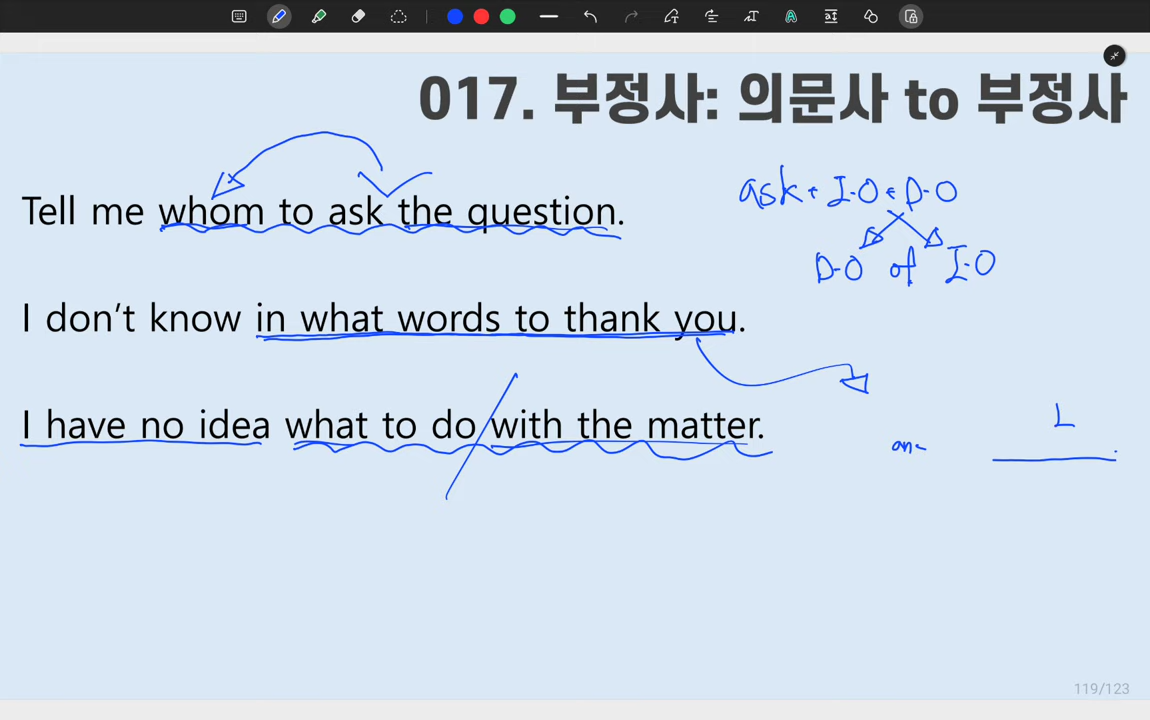 017. 부정사: 의문사 to 부정사
ask + I·O + D·O
Tell me whom to ask the question.
D·O of I·O
I don't know in what words to thank you.
I have no idea what to do with the matter.
L
119/123